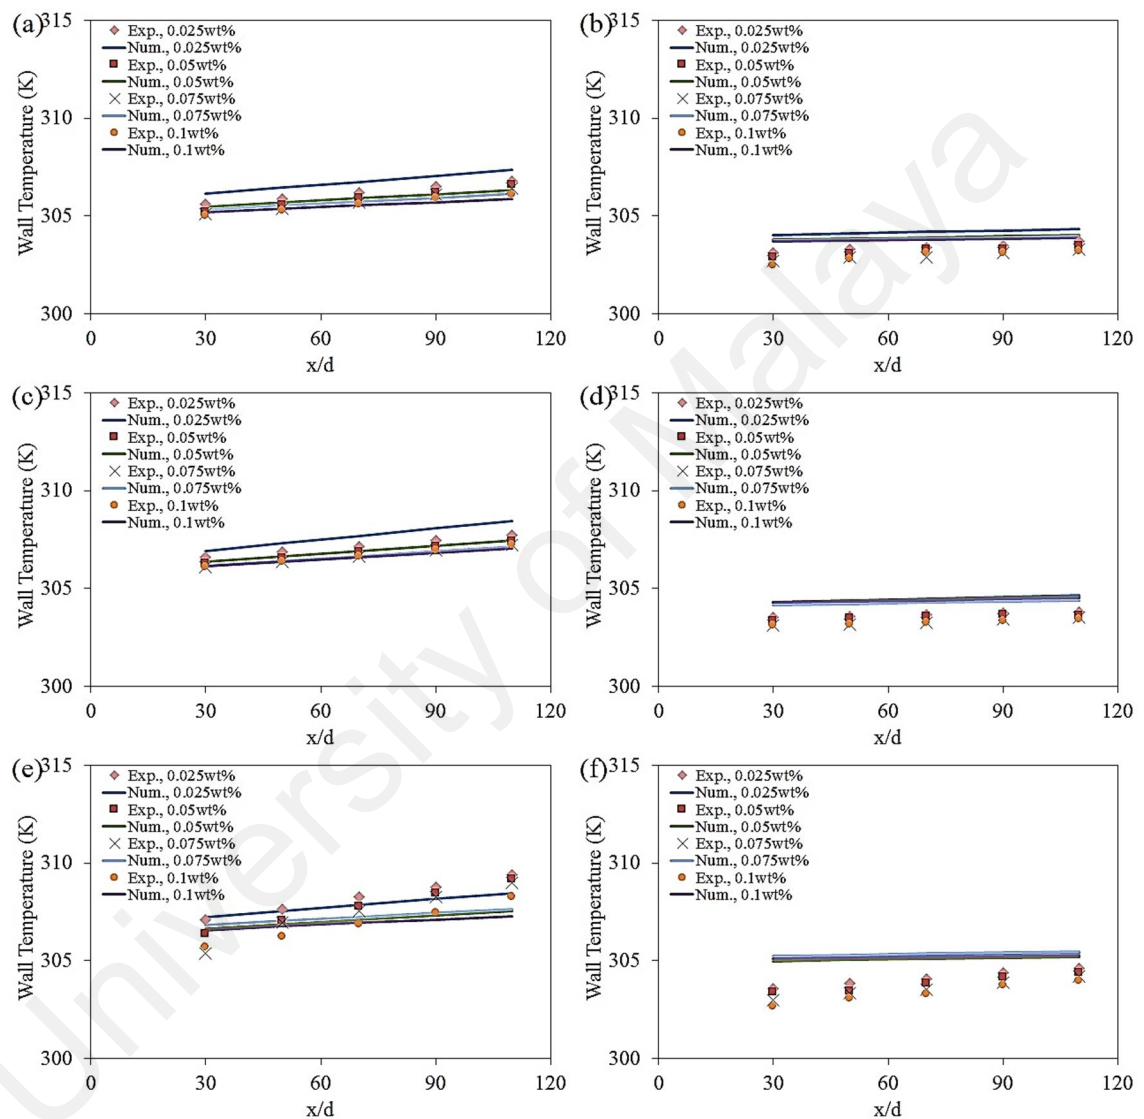 (a)
315
310
305
300
Wall Temperature (K)
Exp., 0.025wt%
Num., 0.025wt%
Exp., 0.05wt%
Num., 0.05wt%
Exp., 0.075wt%
Num., 0.075wt%
Exp., 0.1wt%
Num., 0.1wt%
0 30 60 90 120
x/d
(b)
315
310
305
300
Wall Temperature (K)
Exp., 0.025wt%
Num., 0.025wt%
Exp., 0.05wt%
Num., 0.05wt%
Exp., 0.075wt%
Num., 0.075wt%
Exp., 0.1wt%
Num., 0.1wt%
0 30 60 90 120
x/d
(c)
315
310
305
300
Wall Temperature (K)
Exp., 0.025wt%
Num., 0.025wt%
Exp., 0.05wt%
Num., 0.05wt%
Exp., 0.075wt%
Num., 0.075wt%
Exp., 0.1wt%
Num., 0.1wt%
0 30 60 90 120
x/d
(d)
315
310
305
300
Wall Temperature (K)
Exp., 0.025wt%
Num., 0.025wt%
Exp., 0.05wt%
Num., 0.05wt%
Exp., 0.075wt%
Num., 0.075wt%
Exp., 0.1wt%
Num., 0.1wt%
0 30 60 90 120
x/d
(e)
315
310
305
300
Wall Temperature (K)
Exp., 0.025wt%
Num., 0.025wt%
Exp., 0.05wt%
Num., 0.05wt%
Exp., 0.075wt%
Num., 0.075wt%
Exp., 0.1wt%
Num., 0.1wt%
0 30 60 90 120
x/d
(f)
315
310
305
300
Wall Temperature (K)
Exp., 0.025wt%
Num., 0.025wt%
Exp., 0.05wt%
Num., 0.05wt%
Exp., 0.075wt%
Num., 0.075wt%
Exp., 0.1wt%
Num., 0.1wt%
0 30 60 90 120
x/d
University of Malaya